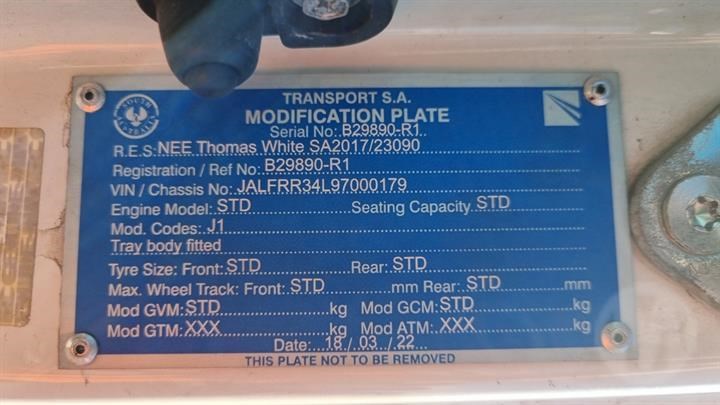 SOUTH AUSTRALIA
TRANSPORT S.A.
MODIFICATION PLATE
Serial No: B29890-R1
R.E.S: NEE Thomas White SA2017/23090
Registration / Ref No: B29890-R1
VIN / Chassis No: JALFRR34L97000179
Engine Model: STD Seating Capacity STD
Mod. Codes: J1
Tray body fitted
Tyre Size: Front: STD Rear: STD
Max. Wheel Track: Front: STD mm Rear: STD mm
Mod GVM: STD kg Mod GCM: STD kg
Mod GTM: XXX kg Mod ATM: XXX kg
Date: 18 / 03 / 22
THIS PLATE NOT TO BE REMOVED